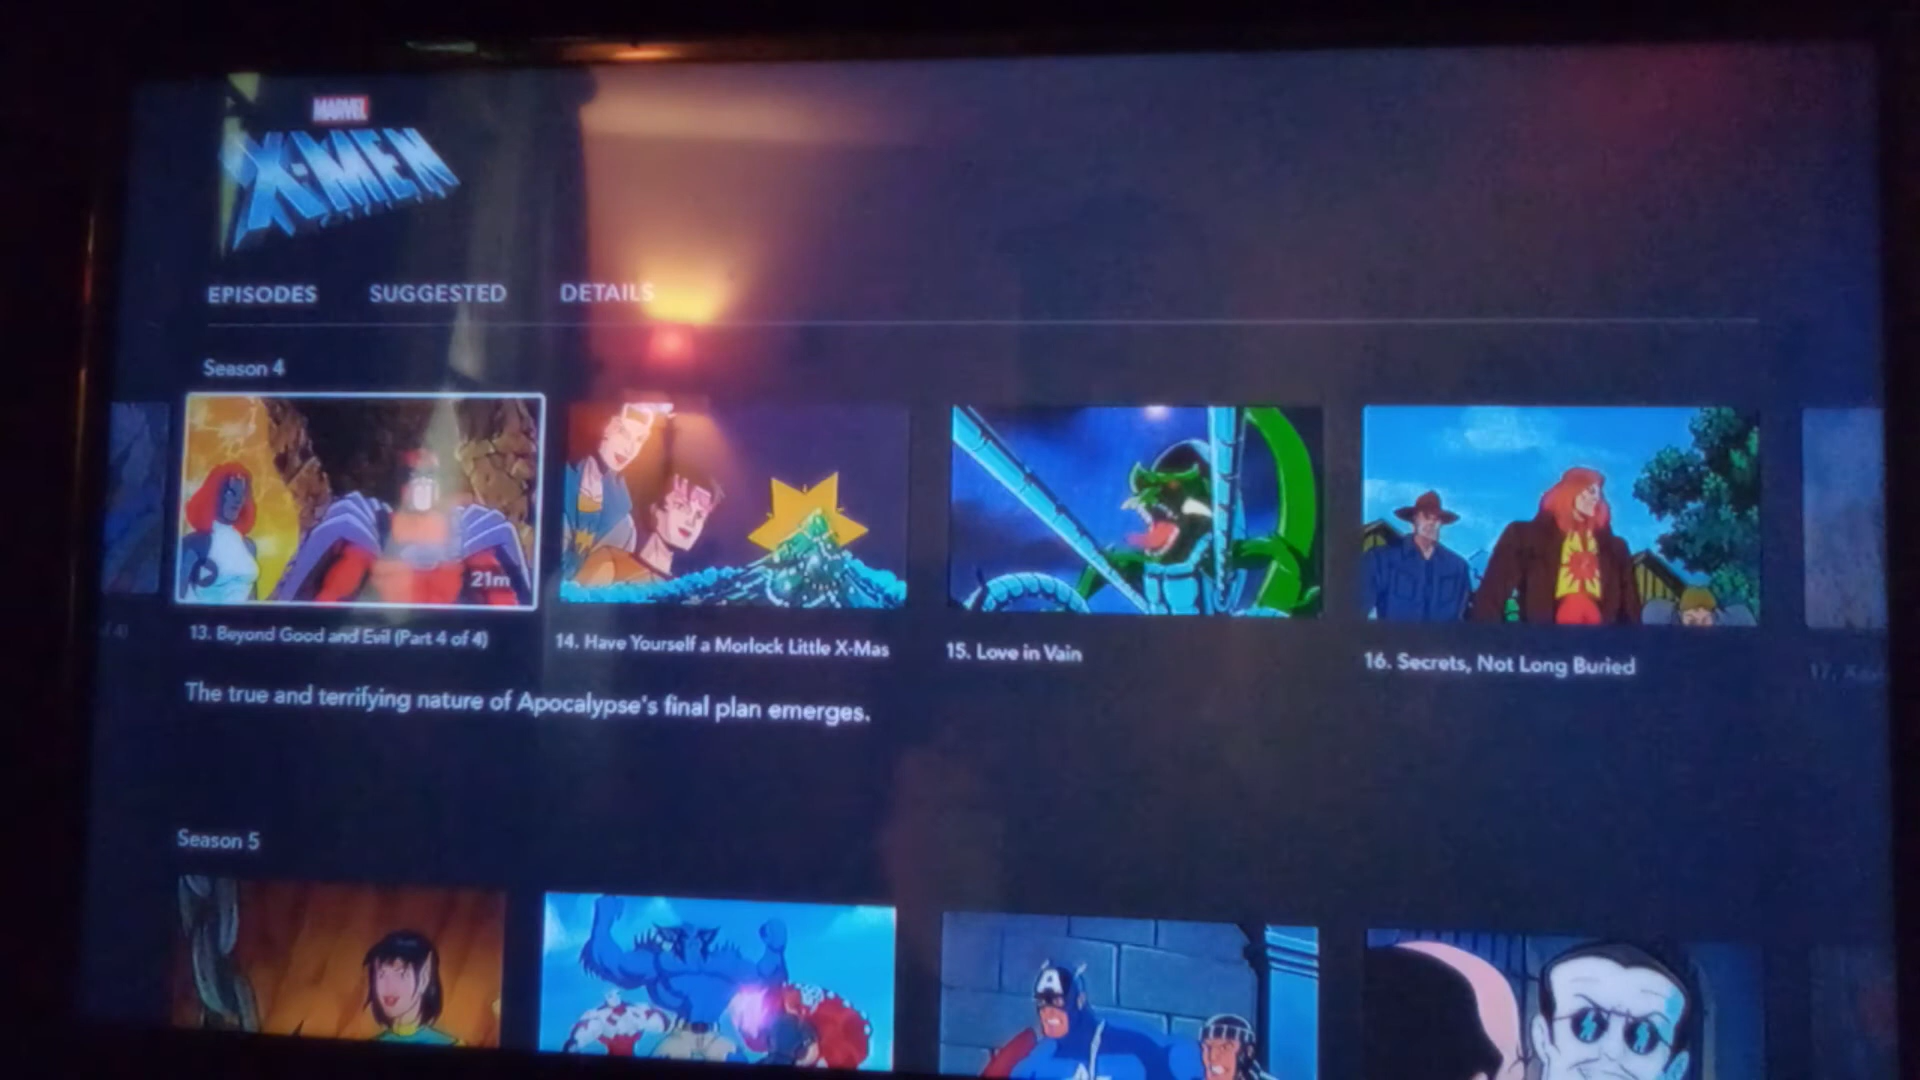 MARVEL
X-MEN
EPISODES SUGGESTED DETAILS
Season 4
21m
13. Beyond Good and Evil (Part 4 of 4)
14. Have Yourself a Morlock Little X-Mas
15. Love in Vain
16. Secrets, Not Long Buried
17.
The true and terrifying nature of Apocalypse's final plan emerges.
Season 5
A